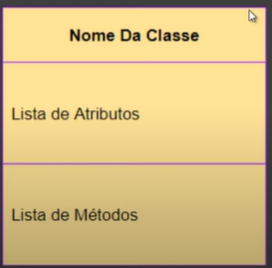 Nome Da Classe
Lista de Atributos
Lista de Métodos